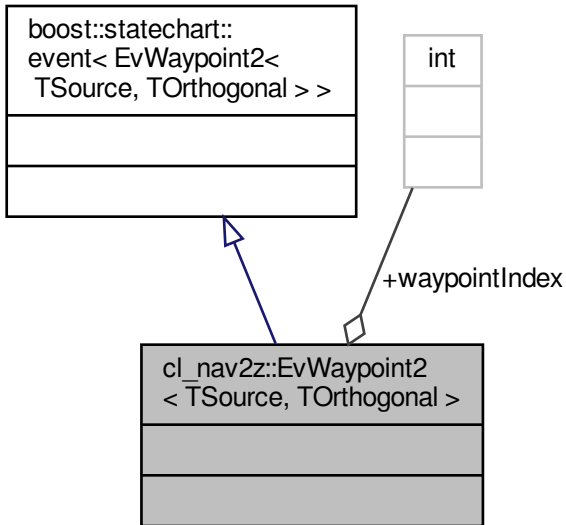 boost::statechart::
event< EvWaypoint2<
TSource, TOrthogonal > >
int
+waypointIndex
cl_nav2z::EvWaypoint2
< TSource, TOrthogonal >